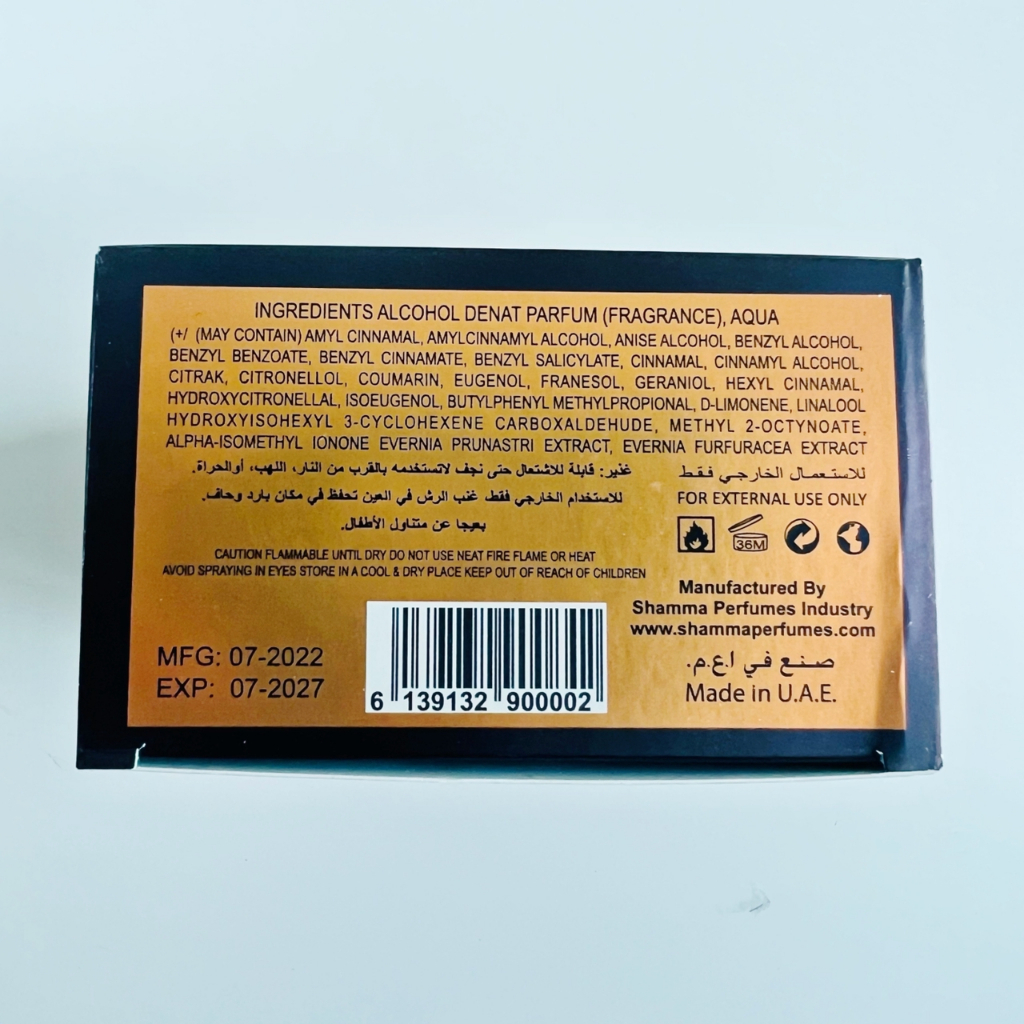 INGREDIENTS ALCOHOL DENAT PARFUM (FRAGRANCE), AQUA
(+/ (MAY CONTAIN) AMYL CINNAMAL, AMYLCINNAMYL ALCOHOL, ANISE ALCOHOL, BENZYL ALCOHOL,
BENZYL BENZOATE, BENZYL CINNAMATE, BENZYL SALICYLATE, CINNAMAL, CINNAMYL ALCOHOL,
CITRAK, CITRONELLOL, COUMARIN, EUGENOL, FRANESOL, GERANIOL, HEXYL CINNAMAL,
HYDROXYCITRONELLAL, ISOEUGENOL, BUTYLPHENYL METHYLPROPIONAL, D-LIMONENE, LINALOOL
HYDROXYISOHEXYL 3-CYCLOHEXENE CARBOXALDEHUDE, METHYL 2-OCTYNOATE,
ALPHA-ISOMETHYL IONONE EVERNIA PRUNASTRI EXTRACT, EVERNIA FURFURACEA EXTRACT
غذير: قابلة للاشتعال حتى نجف لاتستخدمه بالقرب من النار، اللهب، أوالحراة.
للاستخدام الخارجي فقط، غنب الرش في العين تحفظ في مكان بارد وحاف.
بعيجا عن متناول الأطفال.
CAUTION FLAMMABLE UNTIL DRY DO NOT USE NEAT FIRE FLAME OR HEAT
AVOID SPRAYING IN EYES STORE IN A COOL & DRY PLACE KEEP OUT OF REACH OF CHILDREN
للاستعمال الخارجي فقط
FOR EXTERNAL USE ONLY
36M
Manufactured By
Shamma Perfumes Industry
www.shammaperfumes.com
صنع في ا.ع.م.
Made in U.A.E.
MFG: 07-2022
EXP: 07-2027
6 139132 900002